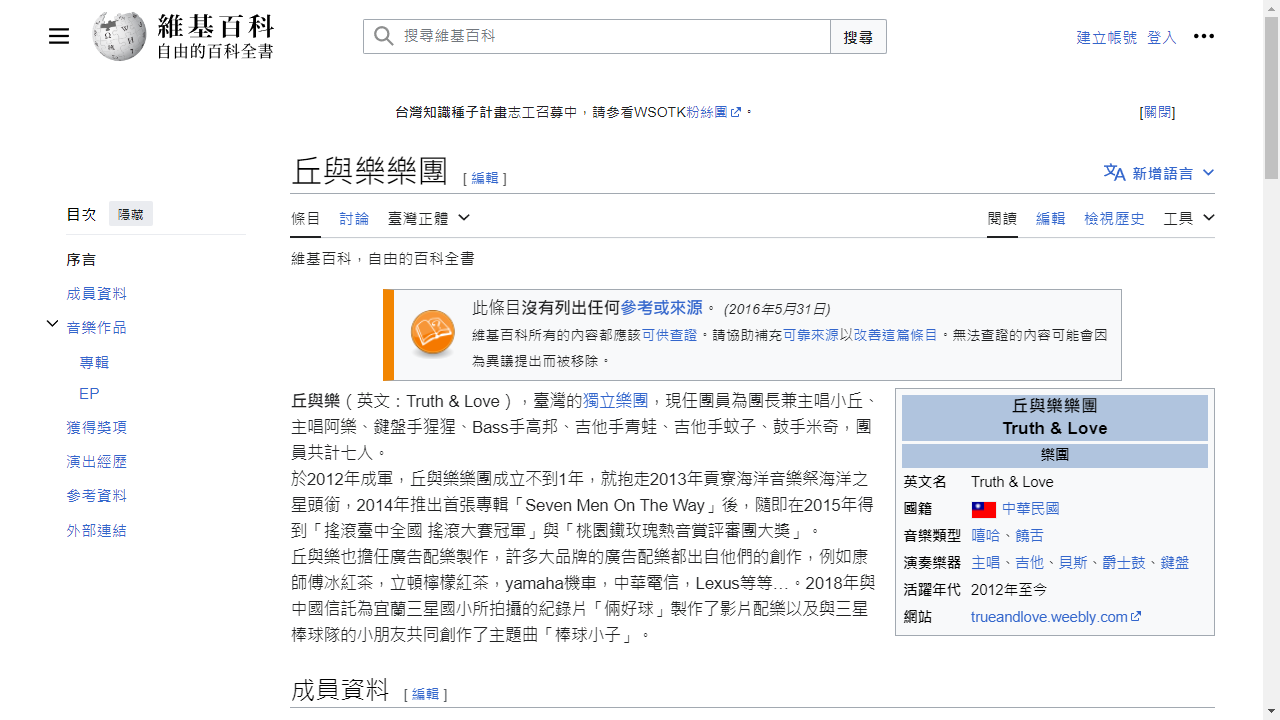 維基百科
自由的百科全書
搜尋維基百科
搜尋
建立帳號 登入
台灣知識種子計畫志工召募中，請參看WSOTK粉絲團。
[關閉]
丘與樂樂團 [ 編輯 ]
新增語言
目次 隱藏
序言
成員資料
音樂作品
專輯
EP
獲得獎項
演出經歷
參考資料
外部連結
條目 討論 臺灣正體
閱讀 編輯 檢視歷史 工具
維基百科，自由的百科全書
此條目沒有列出任何參考或來源。 (2016年5月31日)
維基百科所有的內容都應該可供查證。請協助補充可靠來源以改善這篇條目。無法查證的內容可能會因
為異議提出而被移除。
丘與樂（英文：Truth & Love），臺灣的獨立樂團，現任團員為團長兼主唱小丘、
主唱阿樂、鍵盤手猩猩、Bass手高邦、吉他手青蛙、吉他手蚊子、鼓手米奇，團
員共計七人。
於2012年成軍，丘與樂樂團成立不到1年，就抱走2013年貢寮海洋音樂祭海洋之
星頭銜，2014年推出首張專輯「Seven Men On The Way」後，隨即在2015年得
到「搖滾臺中全國 搖滾大賽冠軍」與「桃園鐵玫瑰熱音賞評審團大獎」。
丘與樂也擔任廣告配樂製作，許多大品牌的廣告配樂都出自他們的創作，例如康
師傅冰紅茶，立頓檸檬紅茶，yamaha機車，中華電信，Lexus等等…。2018年與
中國信託為宜蘭三星國小所拍攝的紀錄片「倆好球」製作了影片配樂以及與三星
棒球隊的小朋友共同創作了主題曲「棒球小子」。
丘與樂樂團
Truth & Love
樂團
英文名 Truth & Love
國籍 中華民國
音樂類型 嘻哈、饒舌
演奏樂器 主唱、吉他、貝斯、爵士鼓、鍵盤
活躍年代 2012年至今
網站 trueandlove.weebly.com
成員資料 [ 編輯 ]